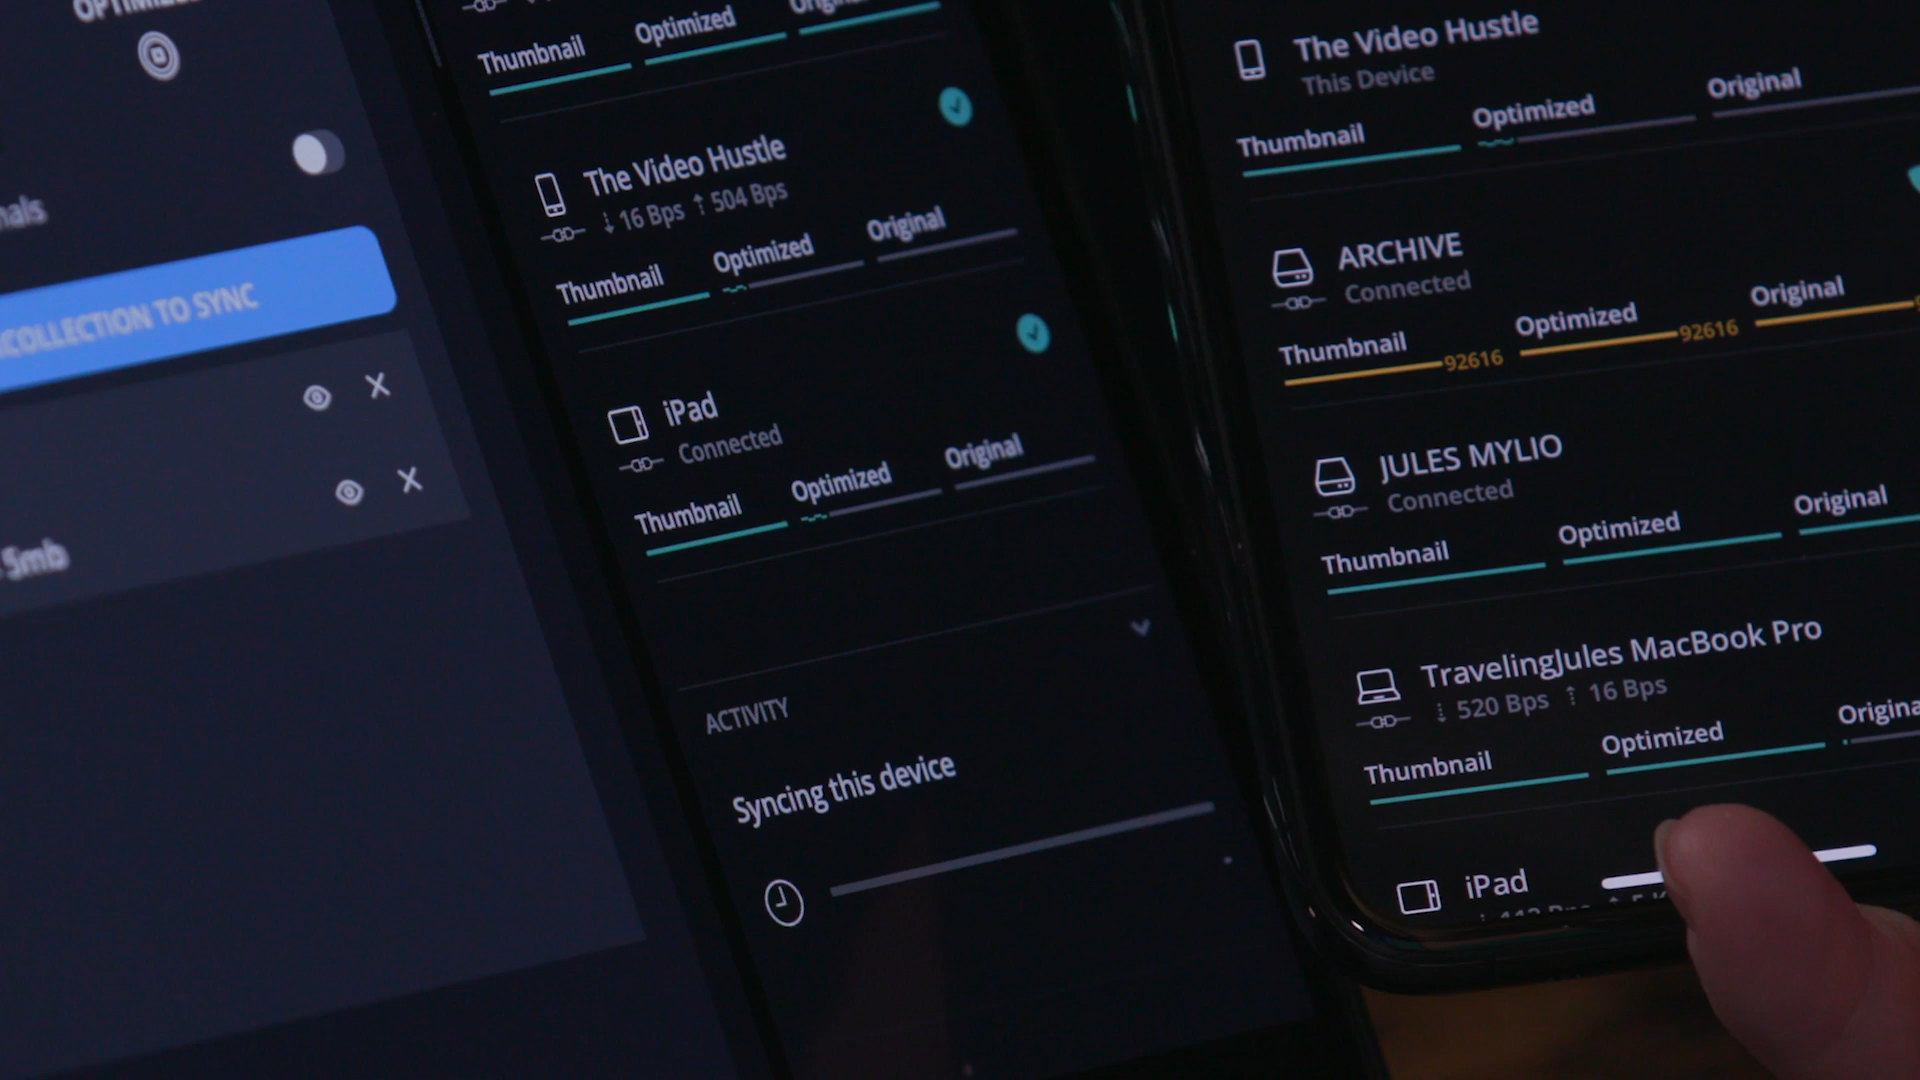 nals
COLLECTION TO SYNC
5mb
Thumbnail Optimized
The Video Hustle
16 Bps 504 Bps
Thumbnail Optimized Original
iPad
Connected
Thumbnail Optimized Original
ACTIVITY
Syncing this device
The Video Hustle
This Device
Thumbnail Optimized Original
ARCHIVE
Connected
Thumbnail 92616 Optimized 92616 Original
JULES MYLIO
Connected
Thumbnail Optimized Original
TravelingJules MacBook Pro
520 Bps 16 Bps
Thumbnail Optimized Origina
iPad